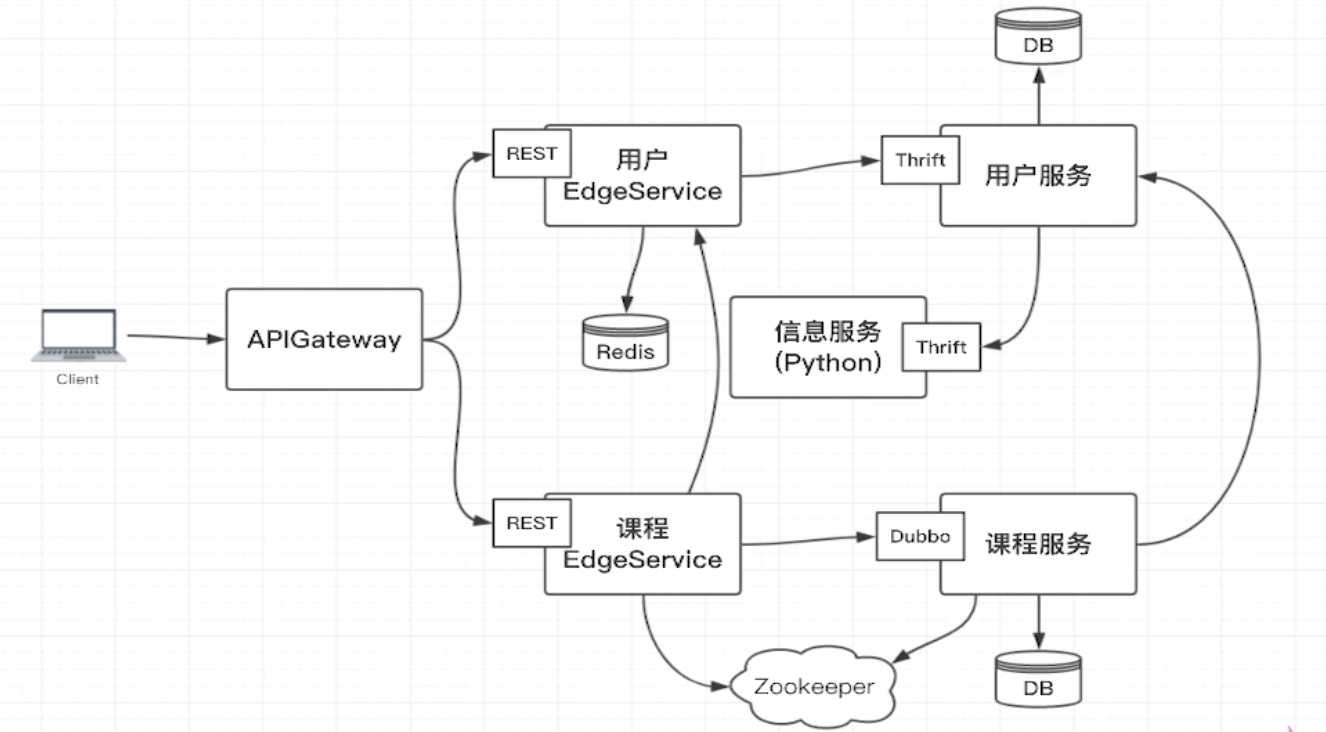 DB
REST
用户
EdgeService
Thrift
用户服务
Client
APIGateway
Redis
信息服务
(Python)
Thrift
REST
课程
EdgeService
Dubbo
课程服务
Zookeeper
DB